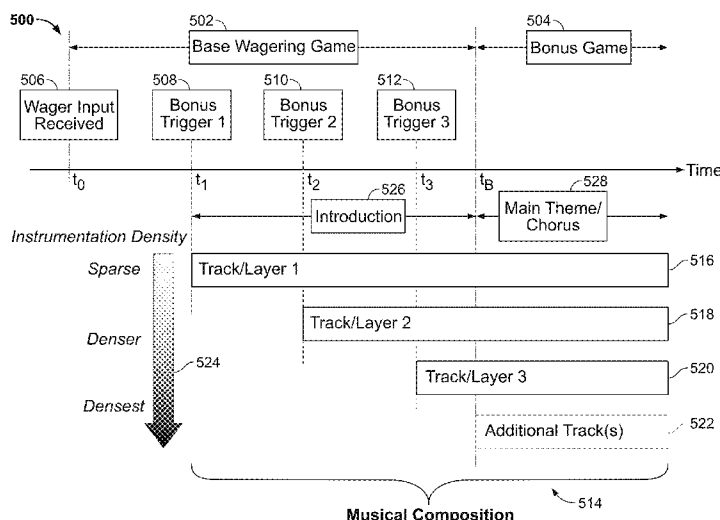 500
502
504
Base Wagering Game
Bonus Game
506
508
510
512
Wager Input
Received
Bonus
Trigger 1
Bonus
Trigger 2
Bonus
Trigger 3
Time
t0
t1
t2
t3
tB
526
528
Introduction
Main Theme/
Chorus
Instrumentation Density
Sparse
Track/Layer 1
516
Track/Layer 2
518
Denser
524
Track/Layer 3
520
Densest
Additional Track(s)
522
514
Musical Composition